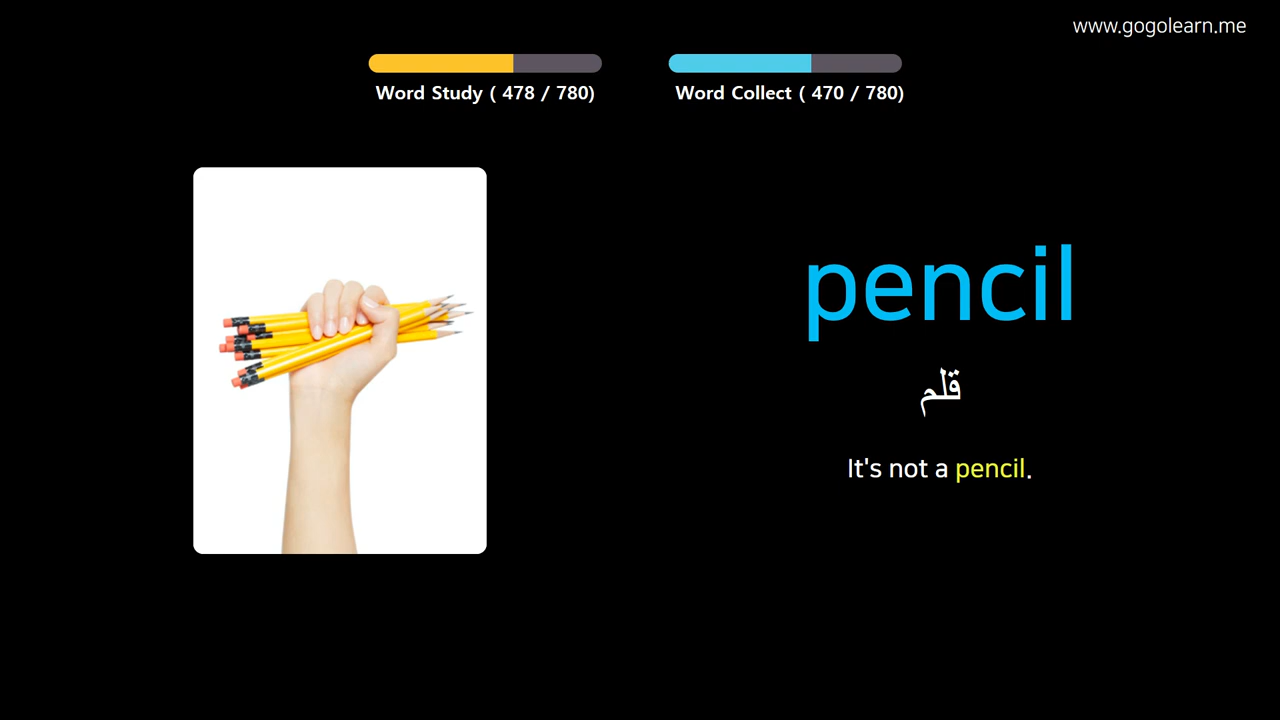 www.gogolearn.me
Word Study ( 478 / 780)
Word Collect ( 470 / 780)
pencil
قلم
It's not a pencil.